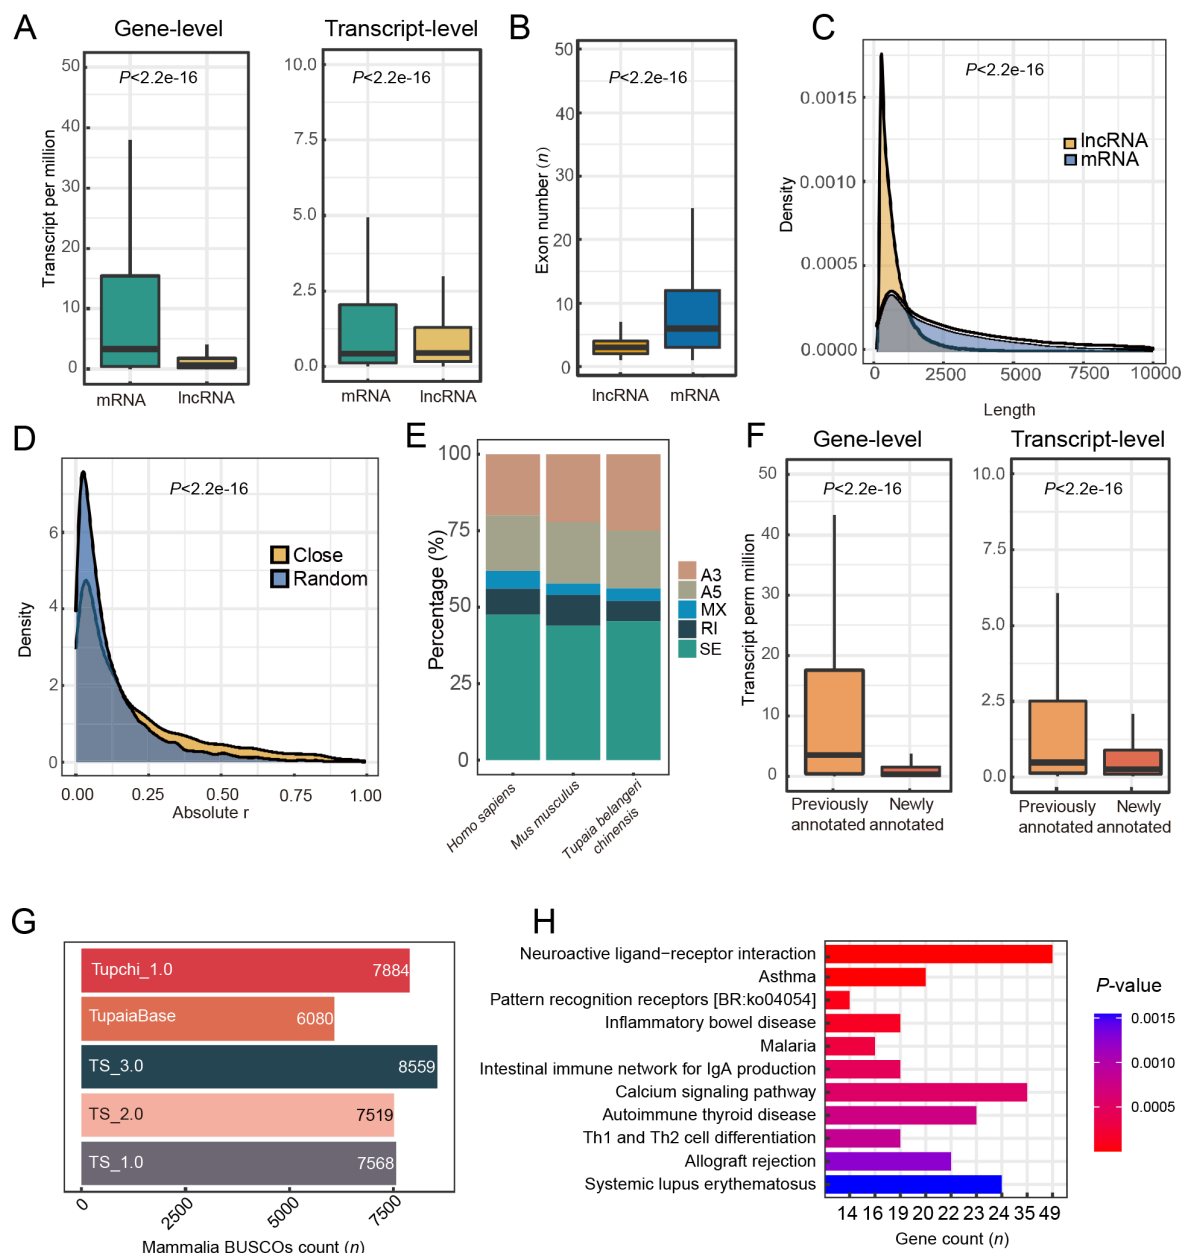 A
Gene-level
Transcript-level
P<2.2e-16
P<2.2e-16
Transcript per million
50
40
30
20
10
0
10.0
7.5
5.0
2.5
0.0
mRNA
lncRNA
mRNA
lncRNA
B
P<2.2e-16
Exon number (n)
50
40
30
20
10
0
lncRNA
mRNA
C
P<2.2e-16
Density
0.0015
0.0010
0.0005
0.0000
lncRNA
mRNA
0
2500
5000
7500
10000
Length
D
P<2.2e-16
Density
6
4
2
0
Close
Random
0.00
0.25
0.50
0.75
1.00
Absolute r
E
Percentage (%)
100
75
50
25
0
A3
A5
MX
RI
SE
Homo sapiens
Mus musculus
Tupaia belangeri
chinensis
F
Gene-level
Transcript-level
P<2.2e-16
P<2.2e-16
Transcript perm million
50
40
30
20
10
0
10.0
7.5
5.0
2.5
0.0
Previously
annotated
Newly
annotated
Previously
annotated
Newly
annotated
G
Tupchi_1.0
7884
TupaiaBase
6080
TS_3.0
8559
TS_2.0
7519
TS_1.0
7568
0
2500
5000
7500
Mammalia BUSCOs count (n)
H
Neuroactive ligand−receptor interaction
Asthma
Pattern recognition receptors [BR:ko04054]
Inflammatory bowel disease
Malaria
Intestinal immune network for IgA production
Calcium signaling pathway
Autoimmune thyroid disease
Th1 and Th2 cell differentiation
Allograft rejection
Systemic lupus erythematosus
14 16 19 20 22 23 24 35 49
Gene count (n)
P-value
0.0015
0.0010
0.0005